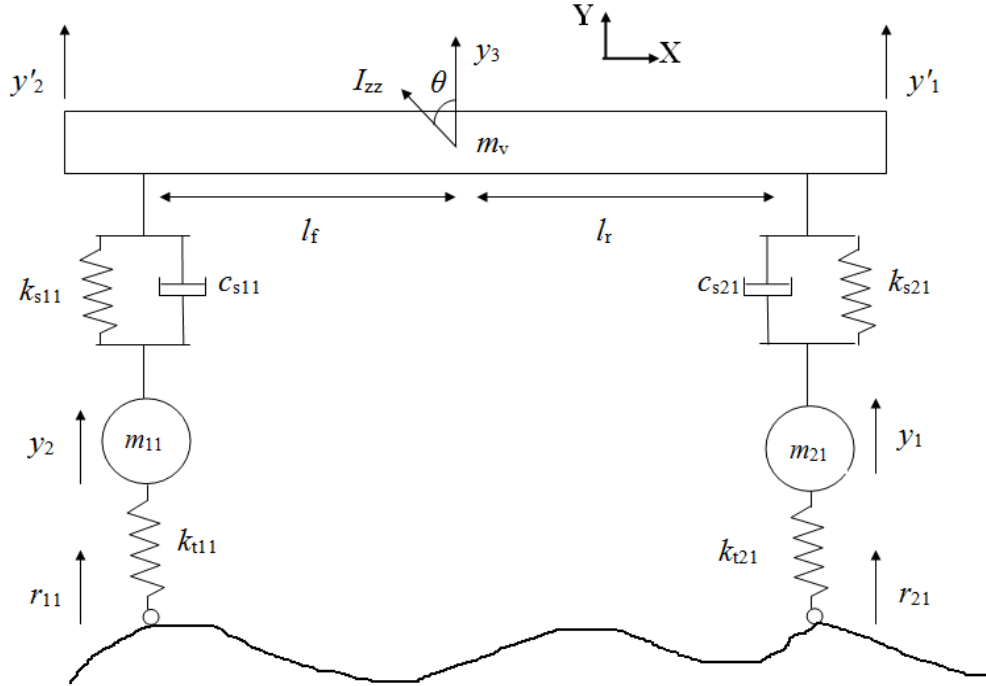 Y
X
y'2 Izz θ y3 y'1
mv
lf lr
ks11 cs11 cs21 ks21
y2 m11 m21 y1
kt11 kt21
r11 r21